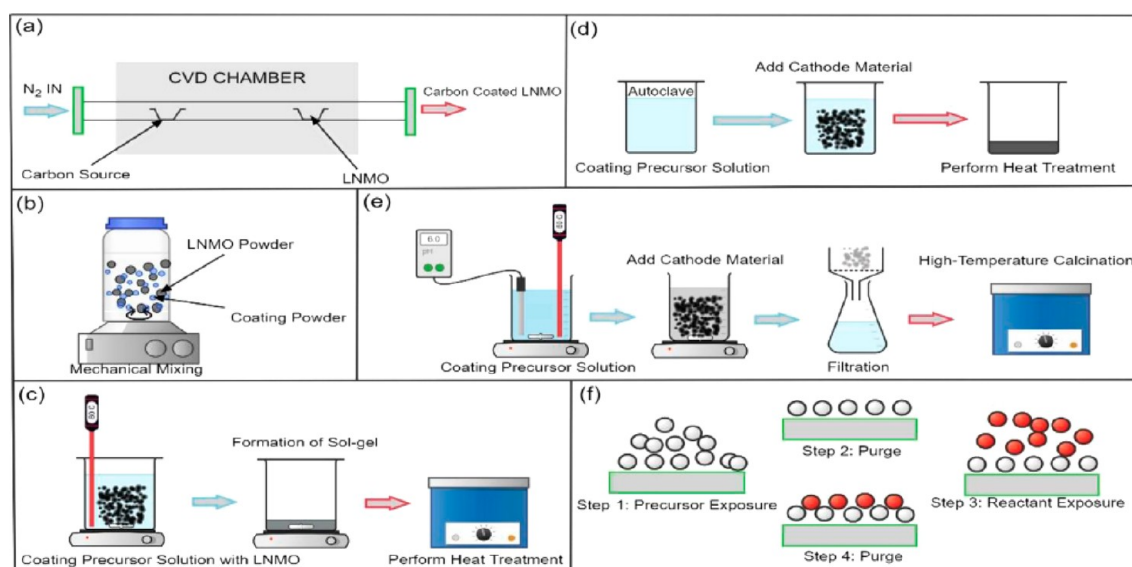 (a)
CVD CHAMBER
N2 IN
Carbon Coated LNMO
Carbon Source
LNMO
(b)
LNMO Powder
Coating Powder
Mechanical Mixing
(c)
80 C
Formation of Sol-gel
Coating Precursor Solution with LNMO
Perform Heat Treatment
(d)
Add Cathode Material
Autoclave
Coating Precursor Solution
Perform Heat Treatment
(e)
6.0
pH
80 C
Add Cathode Material
High-Temperature Calcination
Coating Precursor Solution
Filtration
(f)
Step 1: Precursor Exposure
Step 2: Purge
Step 3: Reactant Exposure
Step 4: Purge